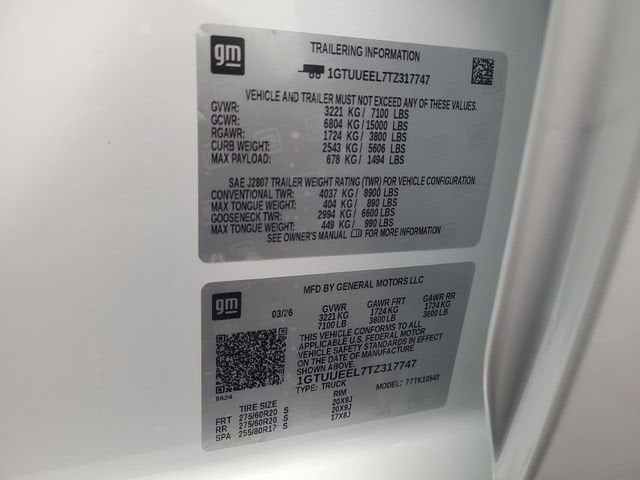 gm
TRAILERING INFORMATION
1GTUUEEL7TZ317747
VEHICLE AND TRAILER MUST NOT EXCEED ANY OF THESE VALUES.
GVWR: 3221 KG / 7100 LBS
GCWR: 6804 KG / 15000 LBS
RGAWR: 1724 KG / 3800 LBS
CURB WEIGHT: 2543 KG / 5606 LBS
MAX PAYLOAD: 678 KG / 1494 LBS
SAE J2807 TRAILER WEIGHT RATING (TWR) FOR VEHICLE CONFIGURATION.
CONVENTIONAL TWR: 4037 KG / 8900 LBS
MAX TONGUE WEIGHT: 404 KG / 890 LBS
GOOSENECK TWR: 2994 KG / 6600 LBS
MAX TONGUE WEIGHT: 449 KG / 990 LBS
SEE OWNER'S MANUAL FOR MORE INFORMATION
gm
MFD BY GENERAL MOTORS LLC
03/26 GVWR GAWR FRT GAWR RR
3221 KG 1724 KG 1724 KG
7100 LB 3800 LB 3800 LB
THIS VEHICLE CONFORMS TO ALL
APPLICABLE U.S. FEDERAL MOTOR
VEHICLE SAFETY STANDARDS IN EFFECT
ON THE DATE OF MANUFACTURE
SHOWN ABOVE.
1GTUUEEL7TZ317747
TYPE: TRUCK MODEL: 77TK10543
TIRE SIZE RIM
FRT 275/60R20 S 20X9J
RR 275/60R20 S 20X9J
SPA 255/80R17 S 17X8J